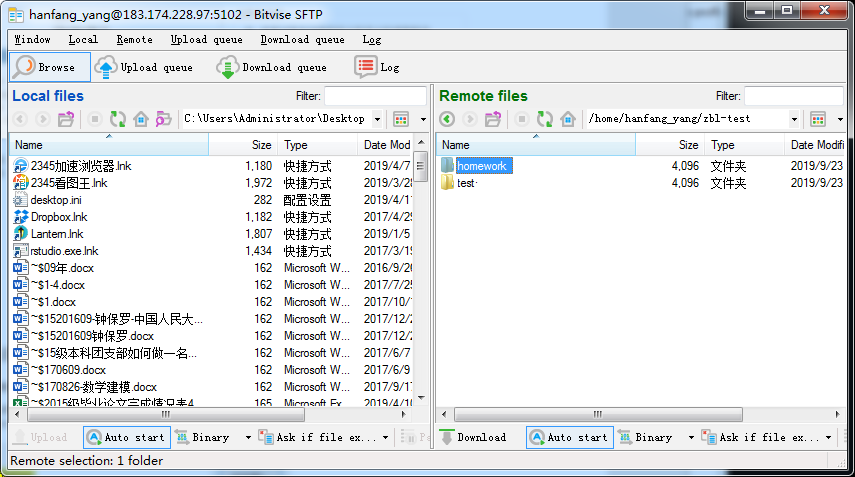 hanfang_yang@183.174.228.97:5102 - Bitvise SFTP
Window Local Remote Upload queue Download queue Log
Browse Upload queue Download queue Log
Local files Filter:
C:\Users\Administrator\Desktop
Name Size Type Date Mod
2345加速浏览器.lnk 1,180 快捷方式 2019/4/7
2345看图王.lnk 1,972 快捷方式 2019/3/28
desktop.ini 282 配置设置 2019/4/11
Dropbox.lnk 1,182 快捷方式 2017/4/29
Lantern.lnk 1,807 快捷方式 2019/1/5
rstudio.exe.lnk 1,434 快捷方式 2017/3/19
~$09年.docx 162 Microsoft W... 2016/9/20
~$1-4.docx 162 Microsoft W... 2017/7/25
~$1.docx 162 Microsoft W... 2017/10/
~$15201609-钟保罗-中国人民大... 162 Microsoft W... 2017/12/
~$15201609钟保罗.docx 162 Microsoft W... 2017/12/
~$15级本科团支部如何做一名... 162 Microsoft W... 2017/6/7
~$170609.docx 162 Microsoft W... 2017/6/9
~$170826-数学建模.docx 162 Microsoft W... 2017/9/17
~$2015级毕业论文完成情况表4... 165 Microsoft Ex... 2019/4/10
Upload Auto start Binary Ask if file ex...
Remote files Filter:
/home/hanfang_yang/zbl-test
Name Size Type Date Modifi
homework 4,096 文件夹 2019/9/23
test 4,096 文件夹 2019/9/23
Download Auto start Binary Ask if file ex...
Remote selection: 1 folder